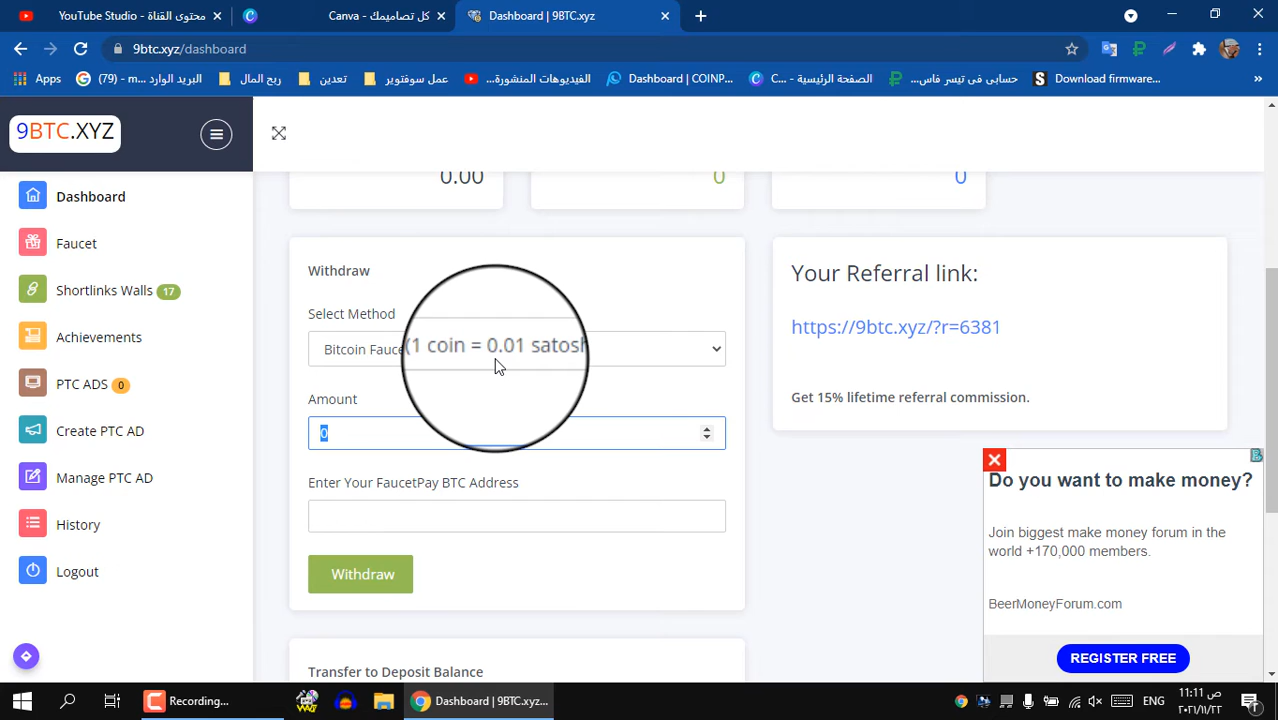 YouTube Studio - محتوى القناة
Canva - كل تصاميمك
Dashboard | 9BTC.xyz
9btc.xyz/dashboard
Apps
البريد الوارد (79) - m...
ربح المال
تعدين
عمل سوفتوير
الفيديوهات المنشورة...
Dashboard | COINP...
الصفحة الرئيسية - C...
حسابى فى تيسر فاس...
Download firmware...
»
9BTC.XYZ
Dashboard
Faucet
Shortlinks Walls 17
Achievements
PTC ADS 0
Create PTC AD
Manage PTC AD
History
Logout
0.00
0
0
Withdraw
Select Method
Bitcoin Fauce
(1 coin = 0.01 satosh
Amount
0
Enter Your FaucetPay BTC Address
Withdraw
Transfer to Deposit Balance
Your Referral link:
https://9btc.xyz/?r=6381
Get 15% lifetime referral commission.
Do you want to make money?
Join biggest make money forum in the
world +170,000 members.
BeerMoneyForum.com
REGISTER FREE
Recording...
Dashboard | 9BTC.xyz...
ENG
11:11 ص
٢٠٢١/١١/٢٢